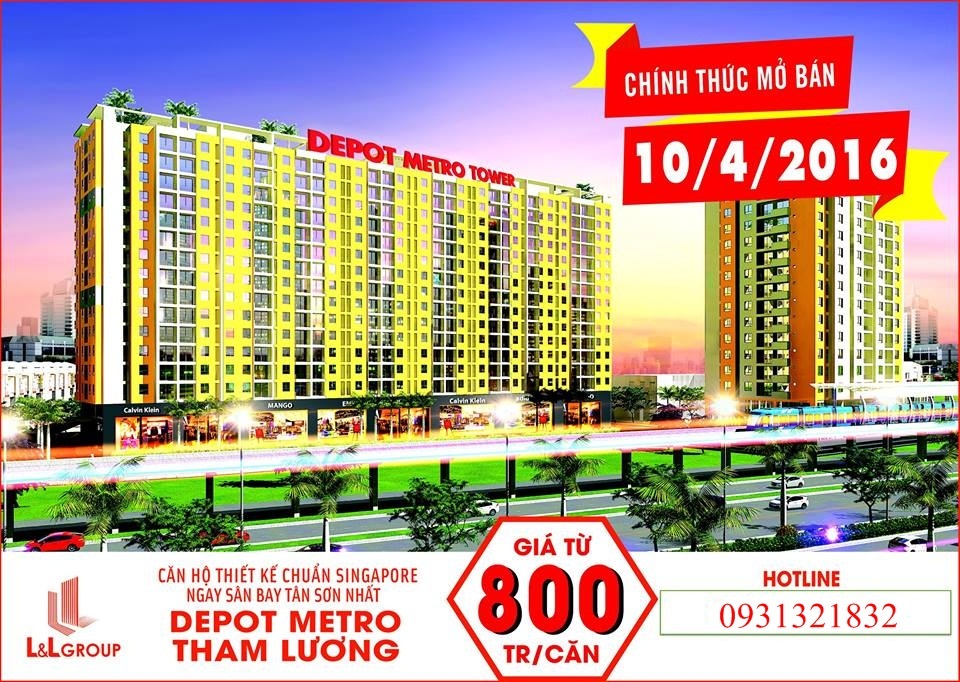 CHÍNH THỨC MỞ BÁN
10/4/2016
DEPOT METRO TOWER
Calvin Klein
MANGO
Calvin Klein
CĂN HỘ THIẾT KẾ CHUẨN SINGAPORE
NGAY SÂN BAY TÂN SƠN NHẤT
DEPOT METRO
THAM LƯƠNG
L&LGROUP
GIÁ TỪ
800
TR/CĂN
HOTLINE
0931321832